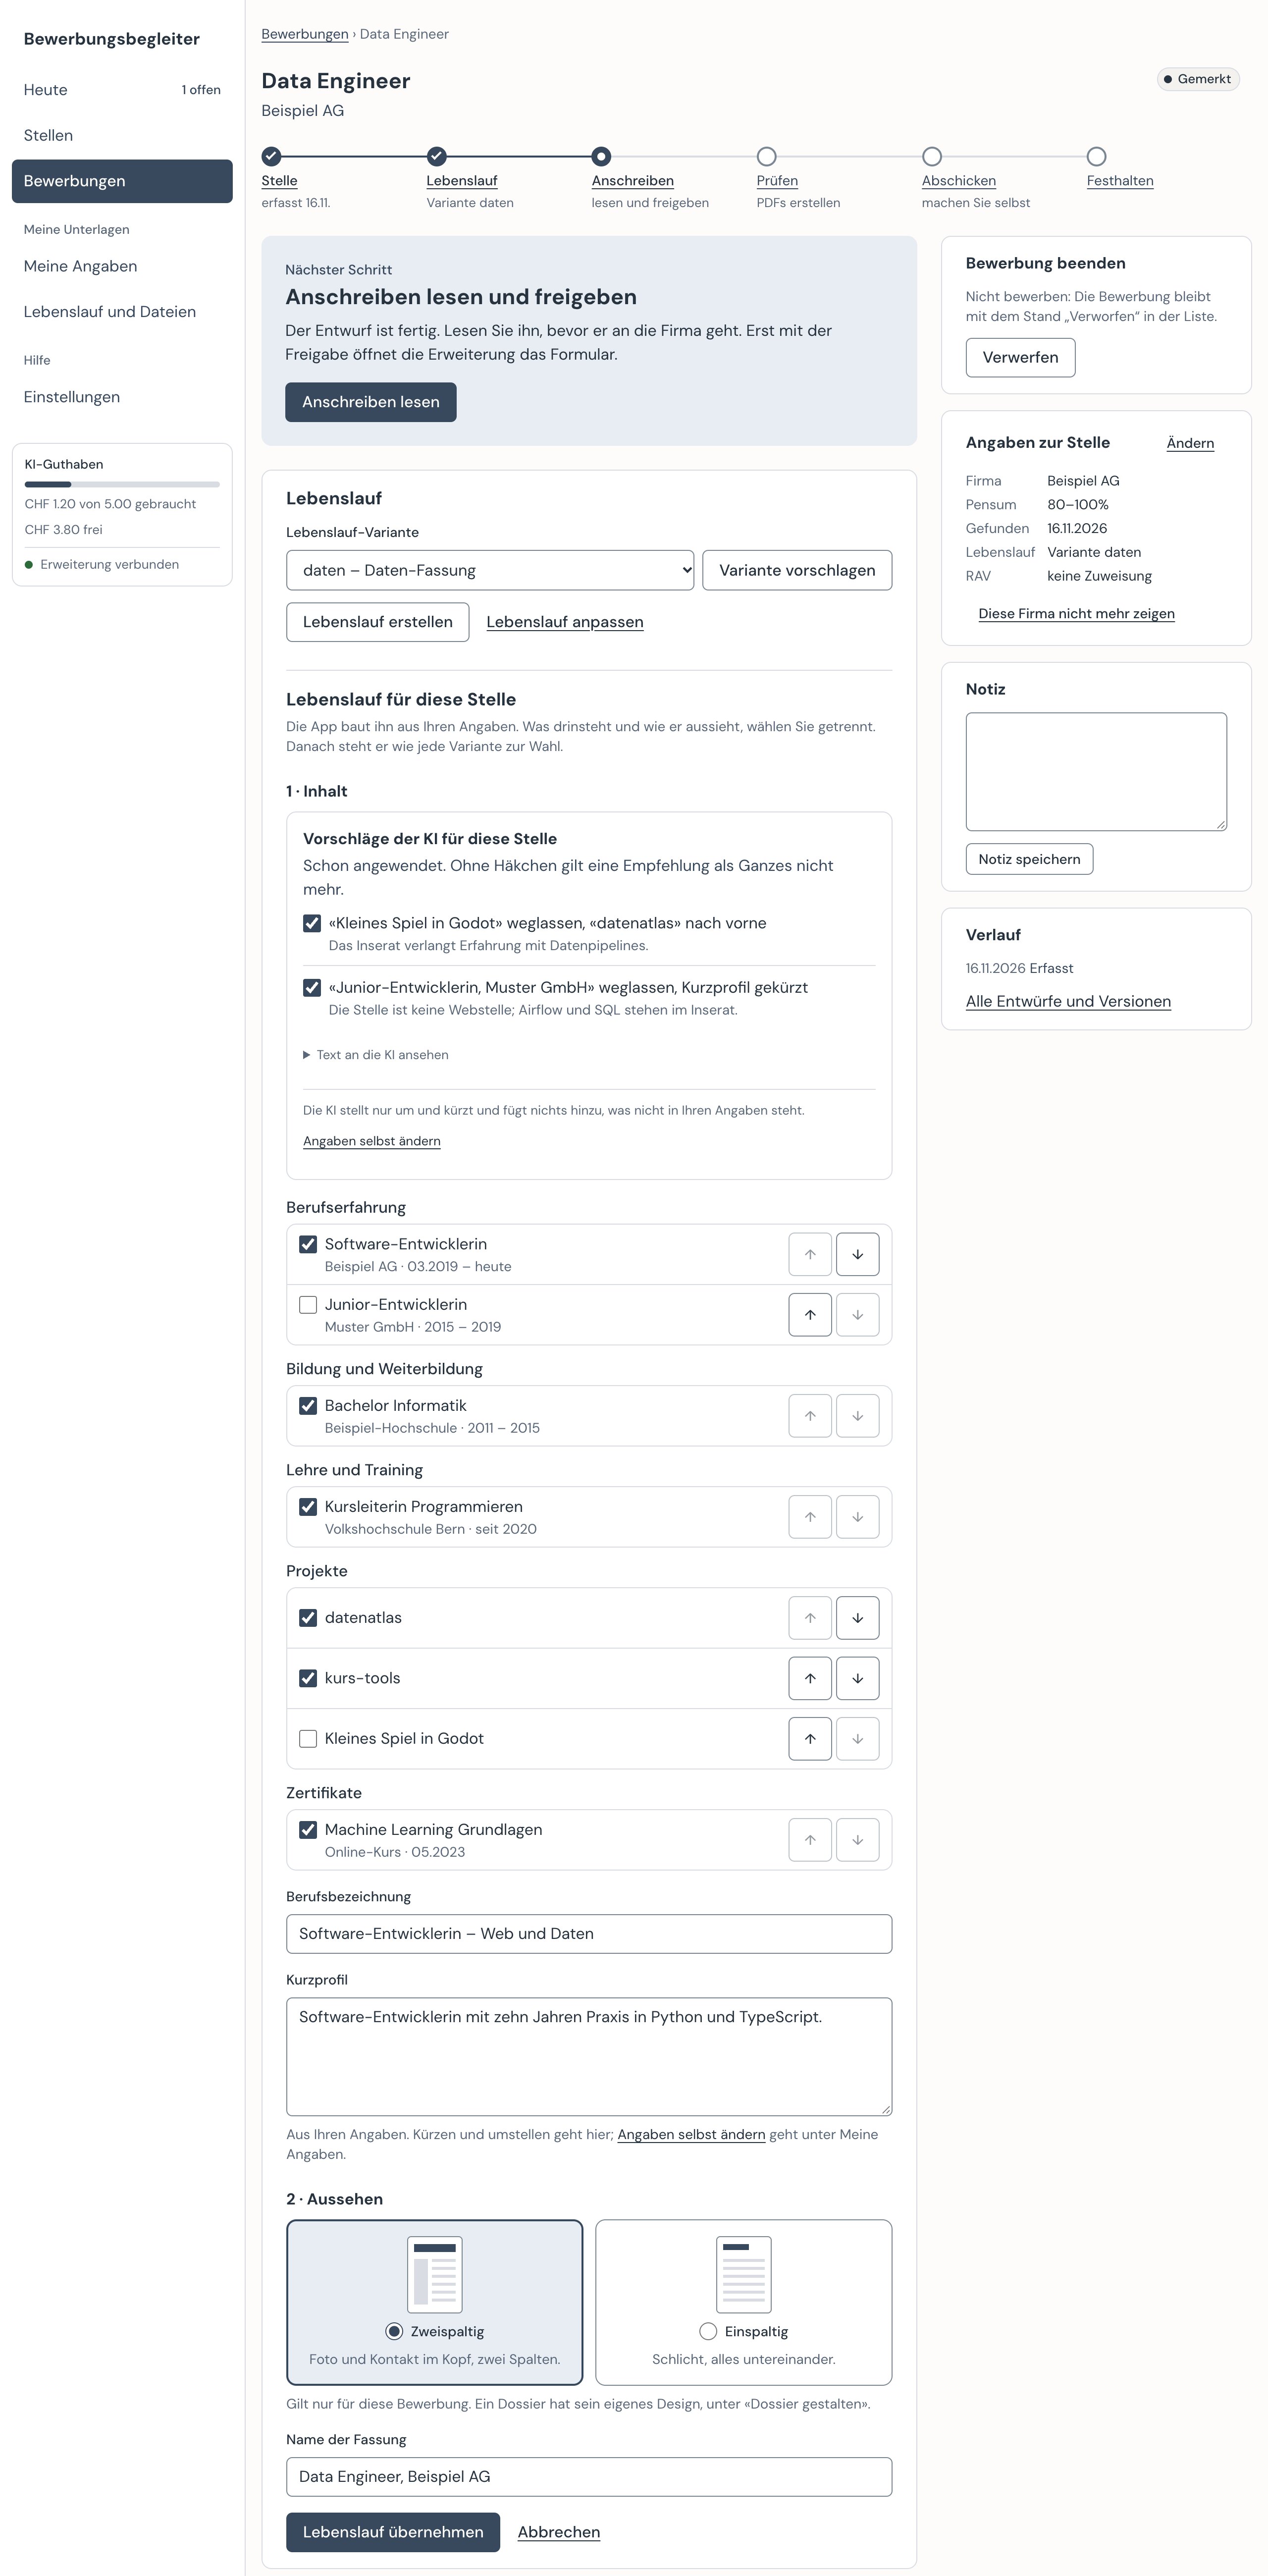 Bewerbungsbegleiter
Heute 1 offen
Stellen
Bewerbungen
Meine Unterlagen
Meine Angaben
Lebenslauf und Dateien
Hilfe
Einstellungen
KI-Guthaben
CHF 1.20 von 5.00 gebraucht
CHF 3.80 frei
Erweiterung verbunden
Bewerbungen › Data Engineer
Data Engineer
Gemerkt
Beispiel AG
Stelle
erfasst 16.11.
Lebenslauf
Variante daten
Anschreiben
lesen und freigeben
Prüfen
PDFs erstellen
Abschicken
machen Sie selbst
Festhalten
Nächster Schritt
Anschreiben lesen und freigeben
Der Entwurf ist fertig. Lesen Sie ihn, bevor er an die Firma geht. Erst mit der
Freigabe öffnet die Erweiterung das Formular.
Anschreiben lesen
Lebenslauf
Lebenslauf-Variante
daten – Daten-Fassung
Variante vorschlagen
Lebenslauf erstellen
Lebenslauf anpassen
Lebenslauf für diese Stelle
Die App baut ihn aus Ihren Angaben. Was drinsteht und wie er aussieht, wählen Sie getrennt.
Danach steht er wie jede Variante zur Wahl.
1 · Inhalt
Vorschläge der KI für diese Stelle
Schon angewendet. Ohne Häkchen gilt eine Empfehlung als Ganzes nicht
mehr.
«Kleines Spiel in Godot» weglassen, «datenatlas» nach vorne
Das Inserat verlangt Erfahrung mit Datenpipelines.
«Junior-Entwicklerin, Muster GmbH» weglassen, Kurzprofil gekürzt
Die Stelle ist keine Webstelle; Airflow und SQL stehen im Inserat.
Text an die KI ansehen
Die KI stellt nur um und kürzt und fügt nichts hinzu, was nicht in Ihren Angaben steht.
Angaben selbst ändern
Berufserfahrung
Software-Entwicklerin
Beispiel AG · 03.2019 – heute
↑ ↓
Junior-Entwicklerin
Muster GmbH · 2015 – 2019
↑ ↓
Bildung und Weiterbildung
Bachelor Informatik
Beispiel-Hochschule · 2011 – 2015
↑ ↓
Lehre und Training
Kursleiterin Programmieren
Volkshochschule Bern · seit 2020
↑ ↓
Projekte
datenatlas
↑ ↓
kurs-tools
↑ ↓
Kleines Spiel in Godot
↑ ↓
Zertifikate
Machine Learning Grundlagen
Online-Kurs · 05.2023
↑ ↓
Berufsbezeichnung
Software-Entwicklerin – Web und Daten
Kurzprofil
Software-Entwicklerin mit zehn Jahren Praxis in Python und TypeScript.
Aus Ihren Angaben. Kürzen und umstellen geht hier; Angaben selbst ändern geht unter Meine
Angaben.
2 · Aussehen
Zweispaltig
Foto und Kontakt im Kopf, zwei Spalten.
Einspaltig
Schlicht, alles untereinander.
Gilt nur für diese Bewerbung. Ein Dossier hat sein eigenes Design, unter «Dossier gestalten».
Name der Fassung
Data Engineer, Beispiel AG
Lebenslauf übernehmen
Abbrechen
Bewerbung beenden
Nicht bewerben: Die Bewerbung bleibt
mit dem Stand „Verworfen“ in der Liste.
Verwerfen
Angaben zur Stelle
Ändern
Firma Beispiel AG
Pensum 80–100%
Gefunden 16.11.2026
Lebenslauf Variante daten
RAV keine Zuweisung
Diese Firma nicht mehr zeigen
Notiz
Notiz speichern
Verlauf
16.11.2026 Erfasst
Alle Entwürfe und Versionen